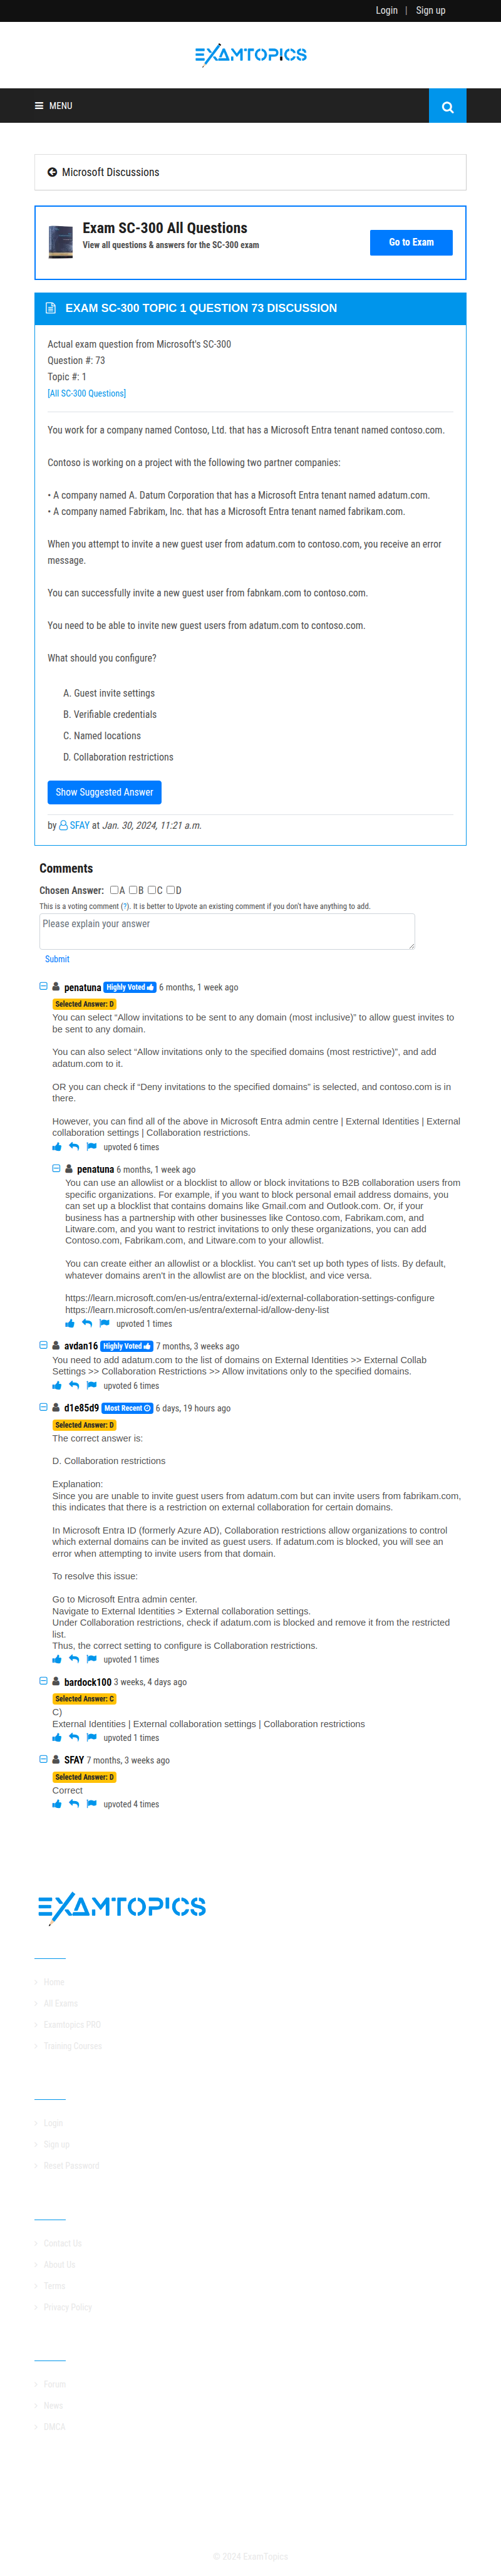 Login | Sign up
EXAMTOPICS
MENU
Microsoft Discussions
Exam SC-300 All Questions
View all questions & answers for the SC-300 exam
Go to Exam
EXAM SC-300 TOPIC 1 QUESTION 73 DISCUSSION
Actual exam question from Microsoft's SC-300
Question #: 73
Topic #: 1
[All SC-300 Questions]
You work for a company named Contoso, Ltd. that has a Microsoft Entra tenant named contoso.com.
Contoso is working on a project with the following two partner companies:
• A company named A. Datum Corporation that has a Microsoft Entra tenant named adatum.com.
• A company named Fabrikam, Inc. that has a Microsoft Entra tenant named fabrikam.com.
When you attempt to invite a new guest user from adatum.com to contoso.com, you receive an error
message.
You can successfully invite a new guest user from fabnkam.com to contoso.com.
You need to be able to invite new guest users from adatum.com to contoso.com.
What should you configure?
A. Guest invite settings
B. Verifiable credentials
C. Named locations
D. Collaboration restrictions
Show Suggested Answer
by SFAY at Jan. 30, 2024, 11:21 a.m.
Comments
Chosen Answer: A B C D
This is a voting comment (?). It is better to Upvote an existing comment if you don't have anything to add.
Please explain your answer
Submit
penatuna Highly Voted 6 months, 1 week ago
Selected Answer: D
You can select “Allow invitations to be sent to any domain (most inclusive)” to allow guest invites to
be sent to any domain.
You can also select “Allow invitations only to the specified domains (most restrictive)”, and add
adatum.com to it.
OR you can check if “Deny invitations to the specified domains” is selected, and contoso.com is in
there.
However, you can find all of the above in Microsoft Entra admin centre | External Identities | External
collaboration settings | Collaboration restrictions.
upvoted 6 times
penatuna 6 months, 1 week ago
You can use an allowlist or a blocklist to allow or block invitations to B2B collaboration users from
specific organizations. For example, if you want to block personal email address domains, you
can set up a blocklist that contains domains like Gmail.com and Outlook.com. Or, if your
business has a partnership with other businesses like Contoso.com, Fabrikam.com, and
Litware.com, and you want to restrict invitations to only these organizations, you can add
Contoso.com, Fabrikam.com, and Litware.com to your allowlist.
You can create either an allowlist or a blocklist. You can't set up both types of lists. By default,
whatever domains aren't in the allowlist are on the blocklist, and vice versa.
https://learn.microsoft.com/en-us/entra/external-id/external-collaboration-settings-configure
https://learn.microsoft.com/en-us/entra/external-id/allow-deny-list
upvoted 1 times
avdan16 Highly Voted 7 months, 3 weeks ago
You need to add adatum.com to the list of domains on External Identities >> External Collab
Settings >> Collaboration Restrictions >> Allow invitations only to the specified domains.
upvoted 6 times
d1e85d9 Most Recent 6 days, 19 hours ago
Selected Answer: D
The correct answer is:
D. Collaboration restrictions
Explanation:
Since you are unable to invite guest users from adatum.com but can invite users from fabrikam.com,
this indicates that there is a restriction on external collaboration for certain domains.
In Microsoft Entra ID (formerly Azure AD), Collaboration restrictions allow organizations to control
which external domains can be invited as guest users. If adatum.com is blocked, you will see an
error when attempting to invite users from that domain.
To resolve this issue:
Go to Microsoft Entra admin center.
Navigate to External Identities > External collaboration settings.
Under Collaboration restrictions, check if adatum.com is blocked and remove it from the restricted
list.
Thus, the correct setting to configure is Collaboration restrictions.
upvoted 1 times
bardock100 3 weeks, 4 days ago
Selected Answer: C
C)
External Identities | External collaboration settings | Collaboration restrictions
upvoted 1 times
SFAY 7 months, 3 weeks ago
Selected Answer: D
Correct
upvoted 4 times
EXAMTOPICS
Home
All Exams
Examtopics PRO
Training Courses
Login
Sign up
Reset Password
Contact Us
About Us
Terms
Privacy Policy
Forum
News
DMCA
© 2024 ExamTopics